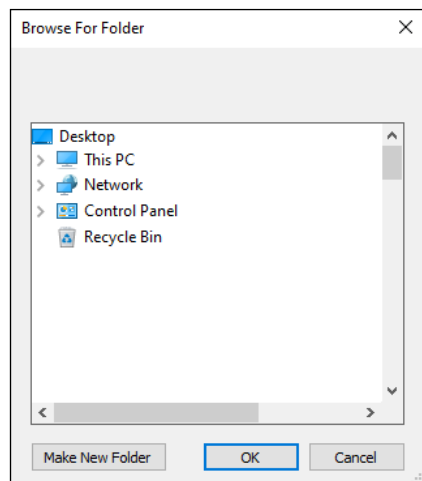 Browse For Folder
Desktop
This PC
Network
Control Panel
Recycle Bin
Make New Folder OK Cancel